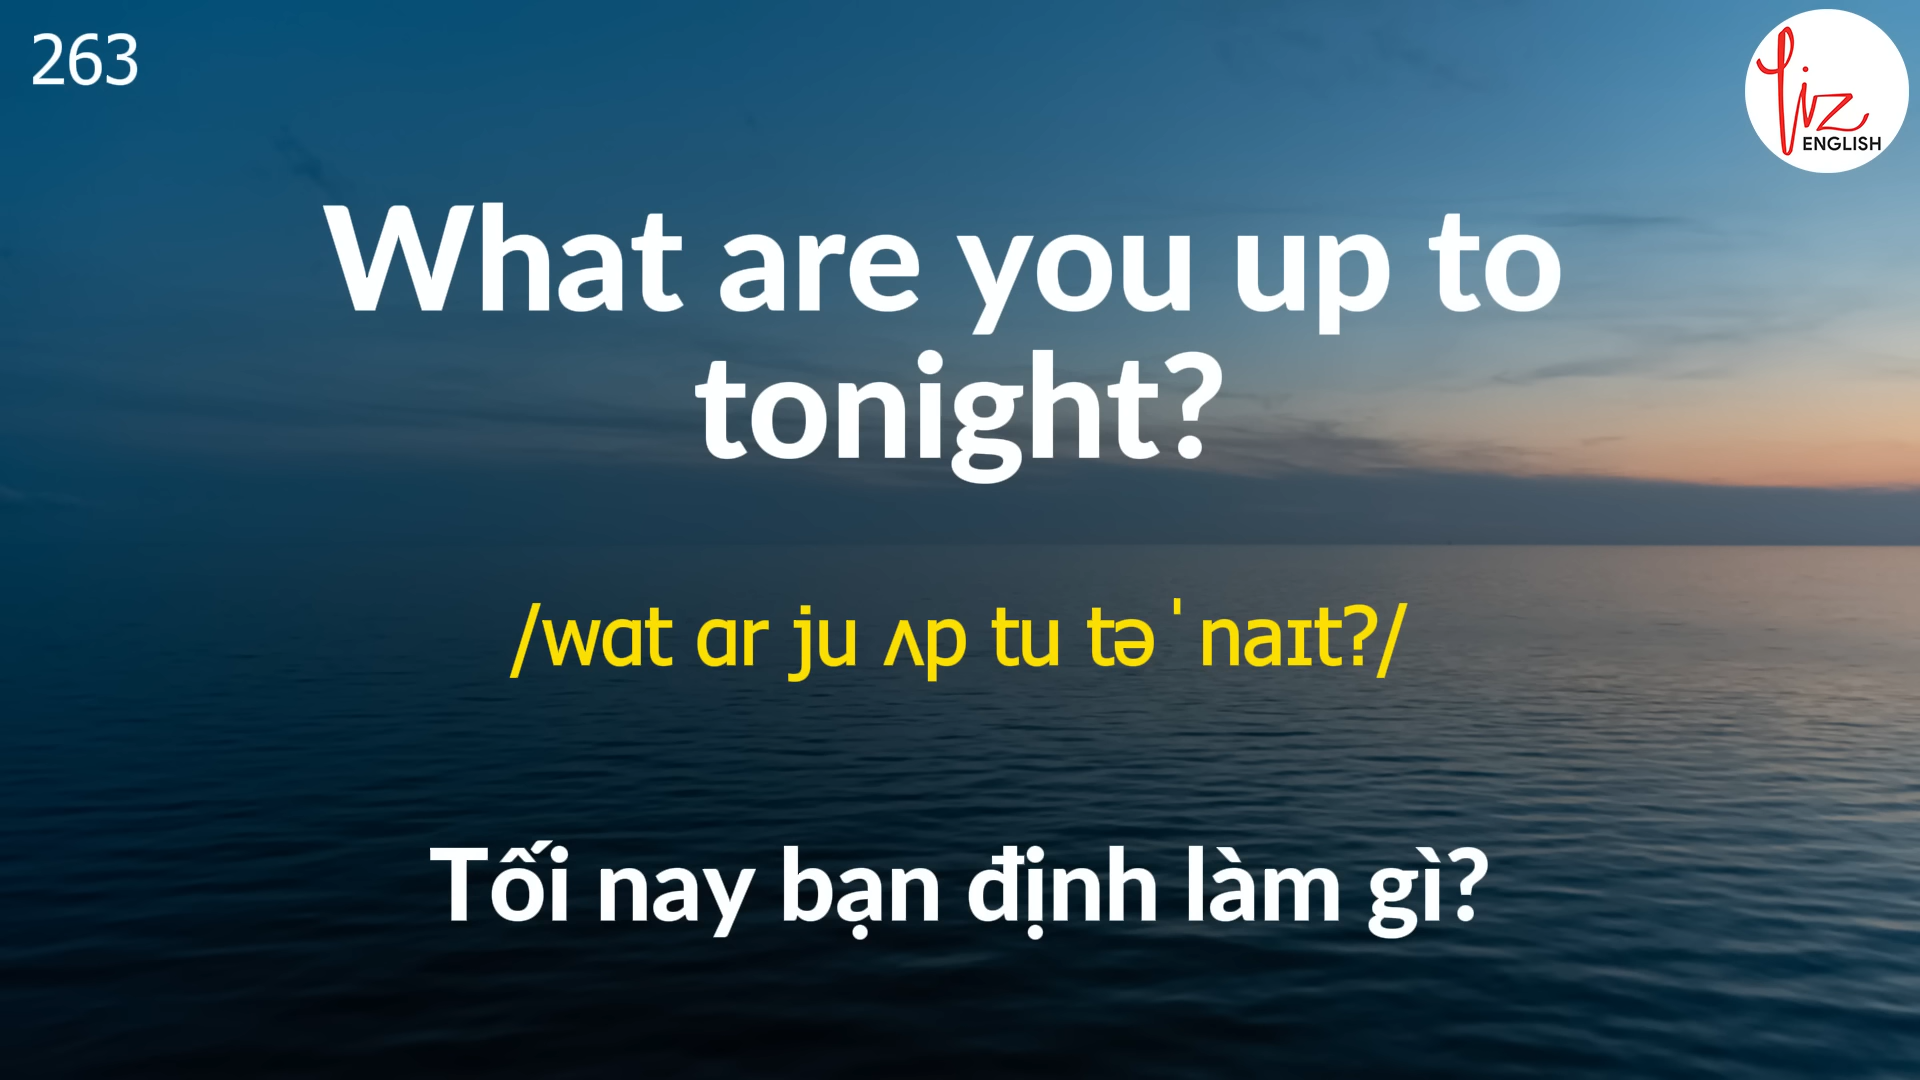 263
Liz
ENGLISH
What are you up to
tonight?
/wɑt ɑr ju ʌp tu təˈnaɪt?/
Tối nay bạn định làm gì?